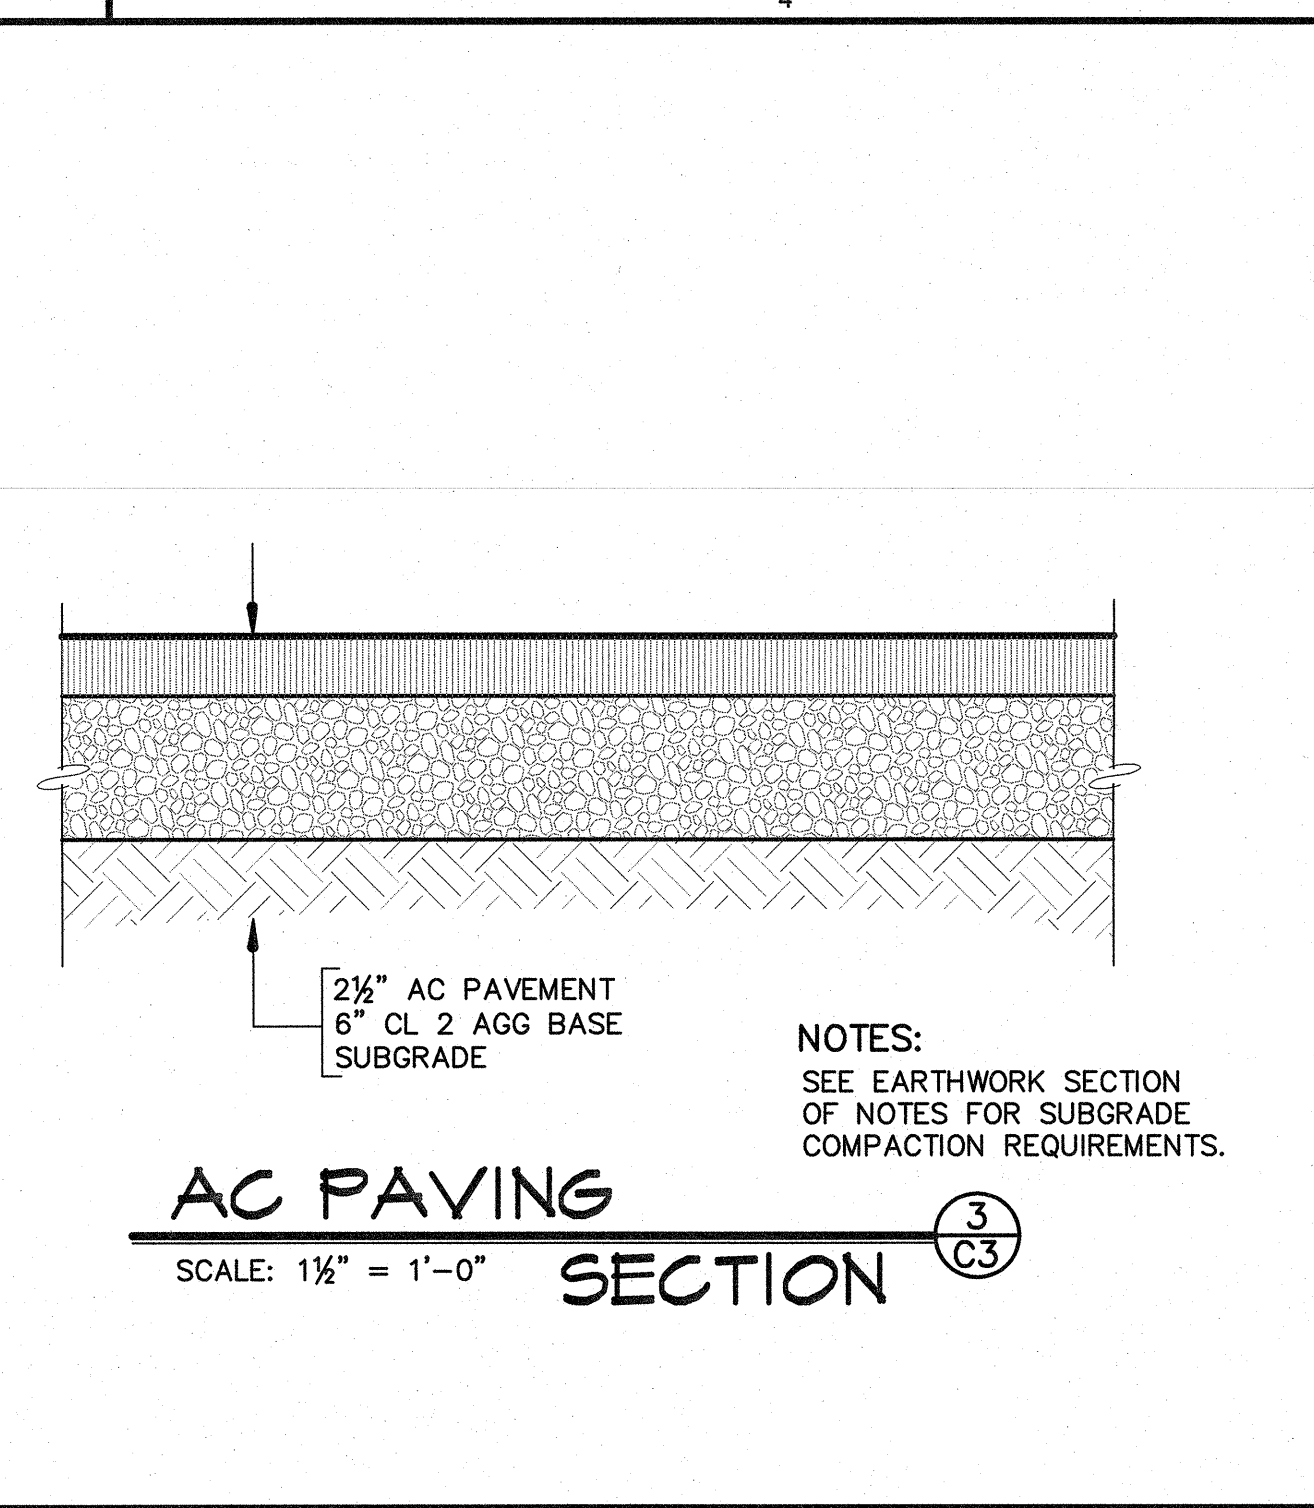 2½” AC PAVEMENT
6” CL 2 AGG BASE
SUBGRADE
NOTES:
SEE EARTHWORK SECTION
OF NOTES FOR SUBGRADE
COMPACTION REQUIREMENTS.
AC PAVING
SECTION
SCALE: 1½” = 1’–0”
3
C3